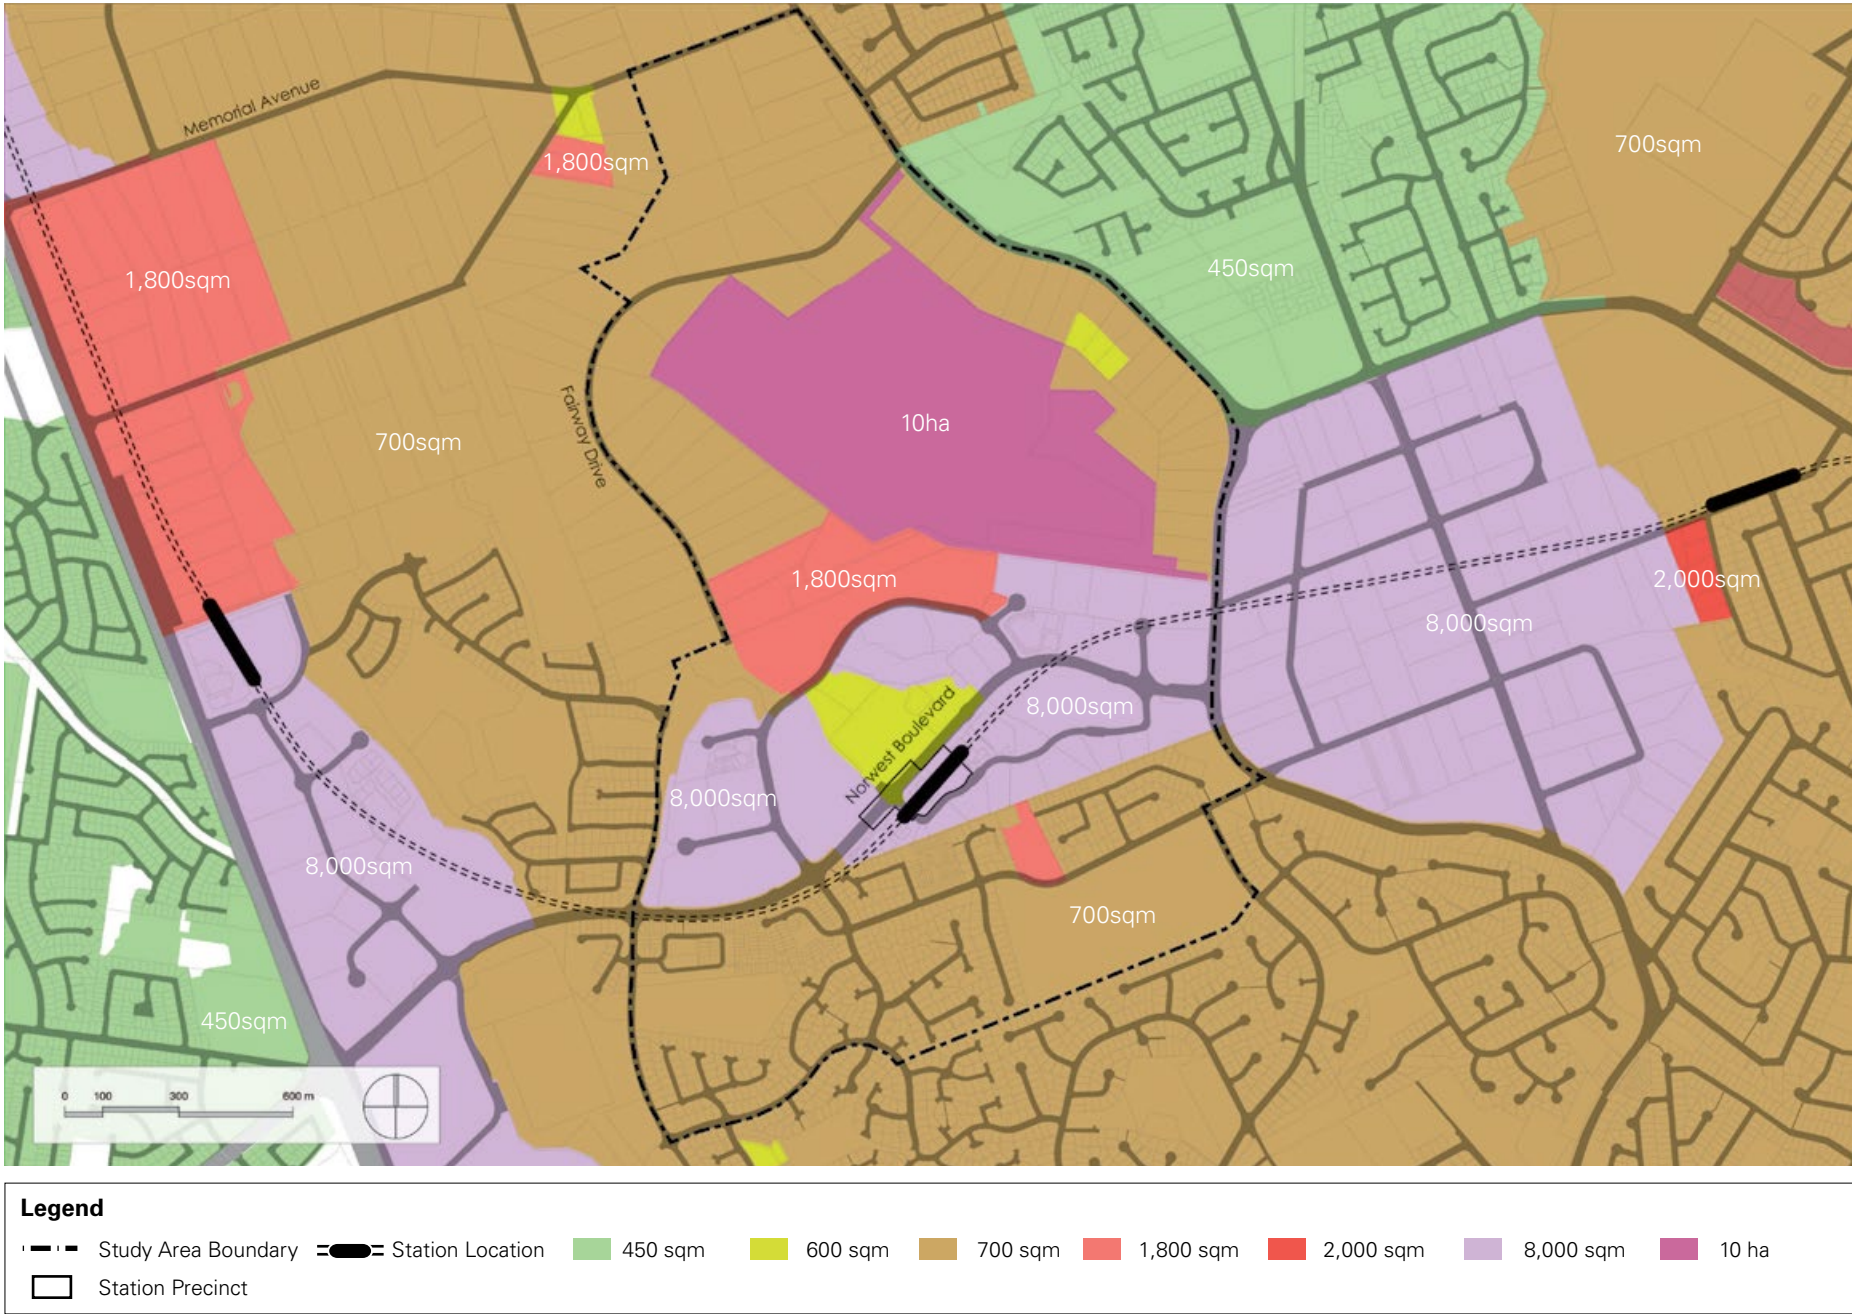 Memorial Avenue
1,800sqm
700sqm
1,800sqm
450sqm
Fairway Drive
700sqm
10ha
1,800sqm
2,000sqm
8,000sqm
Norwest Boulevard
8,000sqm
8,000sqm
8,000sqm
700sqm
450sqm
0 100 300 600 m
Legend
Study Area Boundary
Station Location
450 sqm
600 sqm
700 sqm
1,800 sqm
2,000 sqm
8,000 sqm
10 ha
Station Precinct